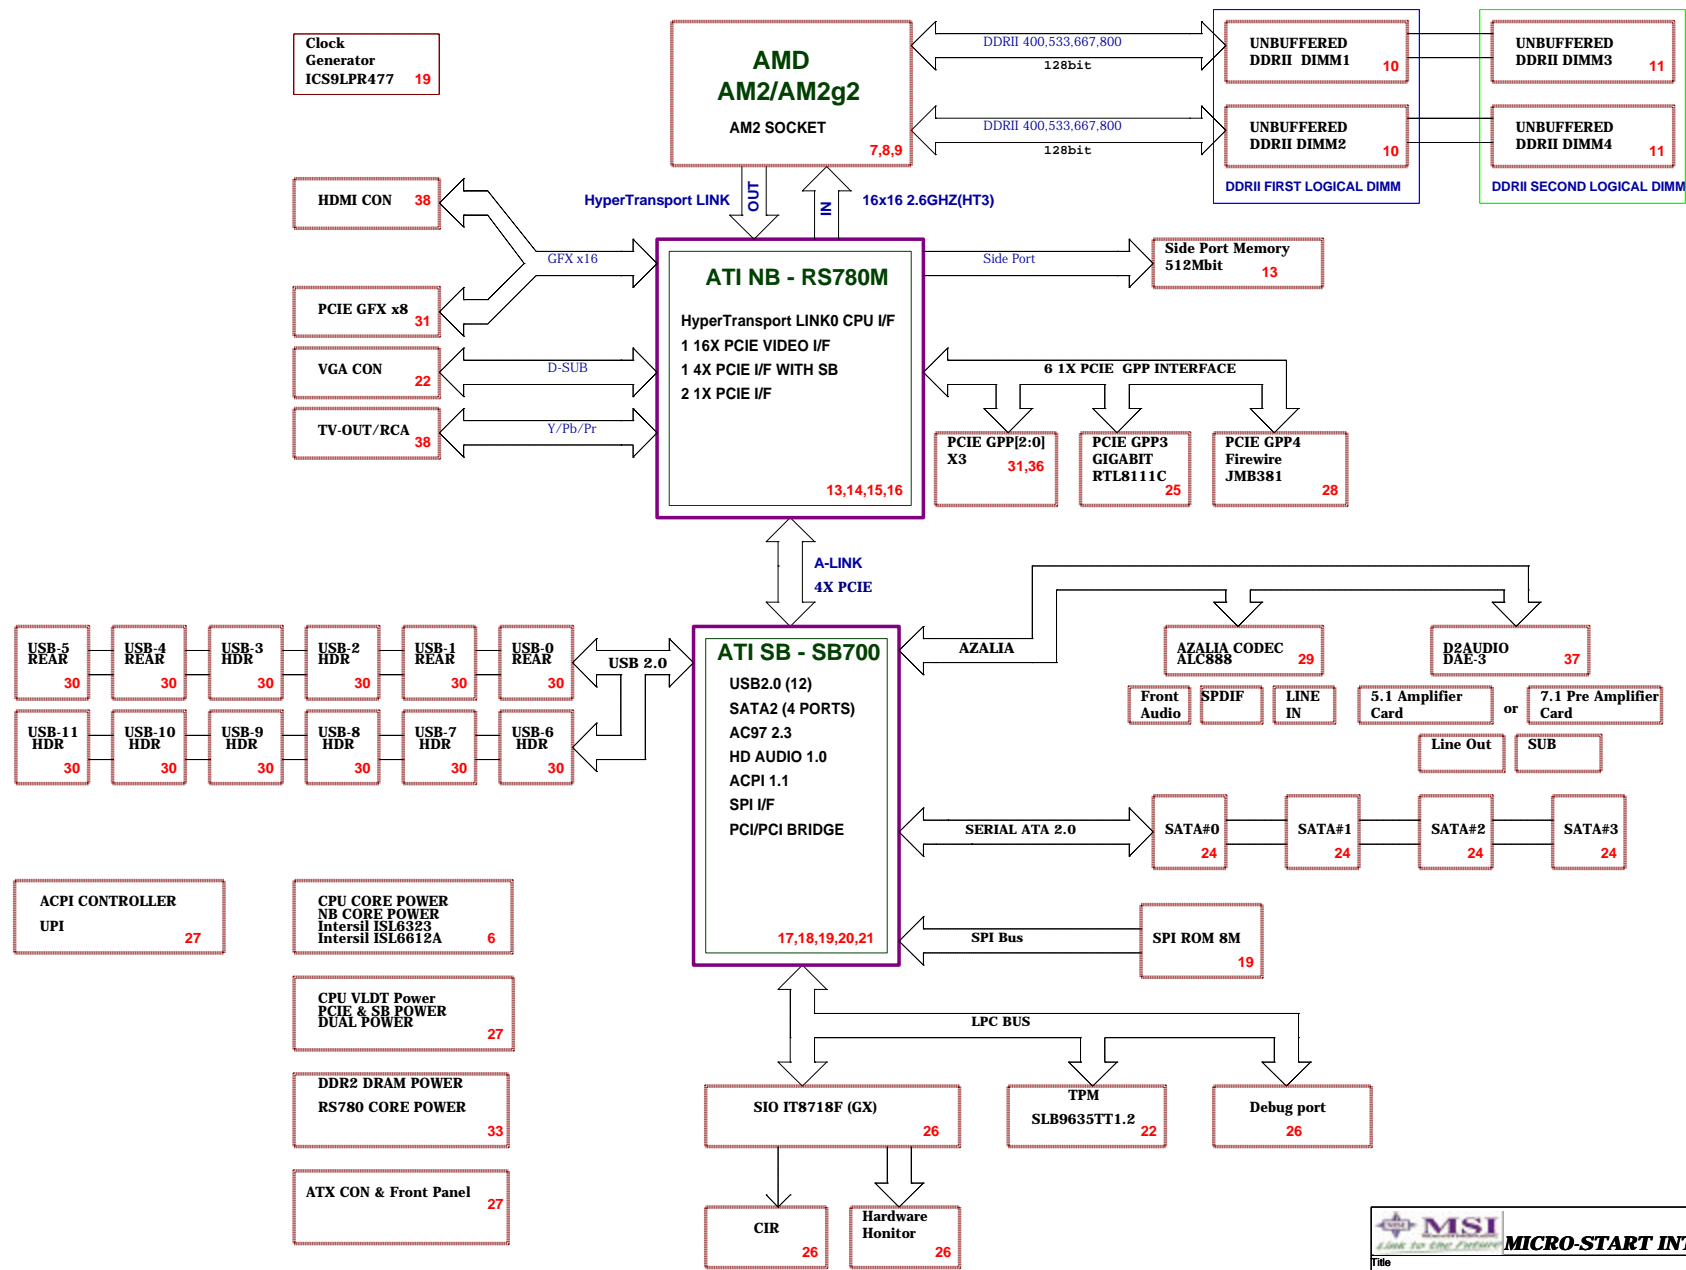 Clock
Generator
ICS9LPR477 19
AMD
AM2/AM2g2
AM2 SOCKET
7,8,9
DDRII 400,533,667,800
128bit
DDRII 400,533,667,800
128bit
UNBUFFERED
DDRII DIMM1 10
UNBUFFERED
DDRII DIMM3 11
UNBUFFERED
DDRII DIMM2 10
UNBUFFERED
DDRII DIMM4 11
DDRII FIRST LOGICAL DIMM
DDRII SECOND LOGICAL DIMM
HyperTransport LINK
OUT
IN
16x16 2.6GHZ(HT3)
HDMI CON 38
GFX x16
PCIE GFX x8 31
VGA CON 22
D-SUB
TV-OUT/RCA 38
Y/Pb/Pr
ATI NB - RS780M
HyperTransport LINK0 CPU I/F
1 16X PCIE VIDEO I/F
1 4X PCIE I/F WITH SB
2 1X PCIE I/F
13,14,15,16
Side Port
Side Port Memory
512Mbit 13
6 1X PCIE GPP INTERFACE
PCIE GPP[2:0]
X3
31,36
PCIE GPP3
GIGABIT
RTL8111C
25
PCIE GPP4
Firewire
JMB381
28
A-LINK
4X PCIE
USB-5
REAR
30
USB-4
REAR
30
USB-3
HDR
30
USB-2
HDR
30
USB-1
REAR
30
USB-0
REAR
30
USB 2.0
USB-11
HDR
30
USB-10
HDR
30
USB-9
HDR
30
USB-8
HDR
30
USB-7
HDR
30
USB-6
HDR
30
ATI SB - SB700
USB2.0 (12)
SATA2 (4 PORTS)
AC97 2.3
HD AUDIO 1.0
ACPI 1.1
SPI I/F
PCI/PCI BRIDGE
17,18,19,20,21
AZALIA
AZALIA CODEC
ALC888
29
D2AUDIO
DAE-3
37
Front
Audio
SPDIF
LINE
IN
5.1 Amplifier
Card
or
7.1 Pre Amplifier
Card
Line Out
SUB
SERIAL ATA 2.0
SATA#0
24
SATA#1
24
SATA#2
24
SATA#3
24
SPI Bus
SPI ROM 8M
19
ACPI CONTROLLER
UPI
27
CPU CORE POWER
NB CORE POWER
Intersil ISL6323
Intersil ISL6612A 6
CPU VLDT Power
PCIE & SB POWER
DUAL POWER
27
DDR2 DRAM POWER
RS780 CORE POWER
33
ATX CON & Front Panel 27
LPC BUS
SIO IT8718F (GX)
26
TPM
SLB9635TT1.2 22
Debug port
26
CIR
26
Hardware
Honitor
26
MSI
Link to the Future
MICRO-START INT
Title